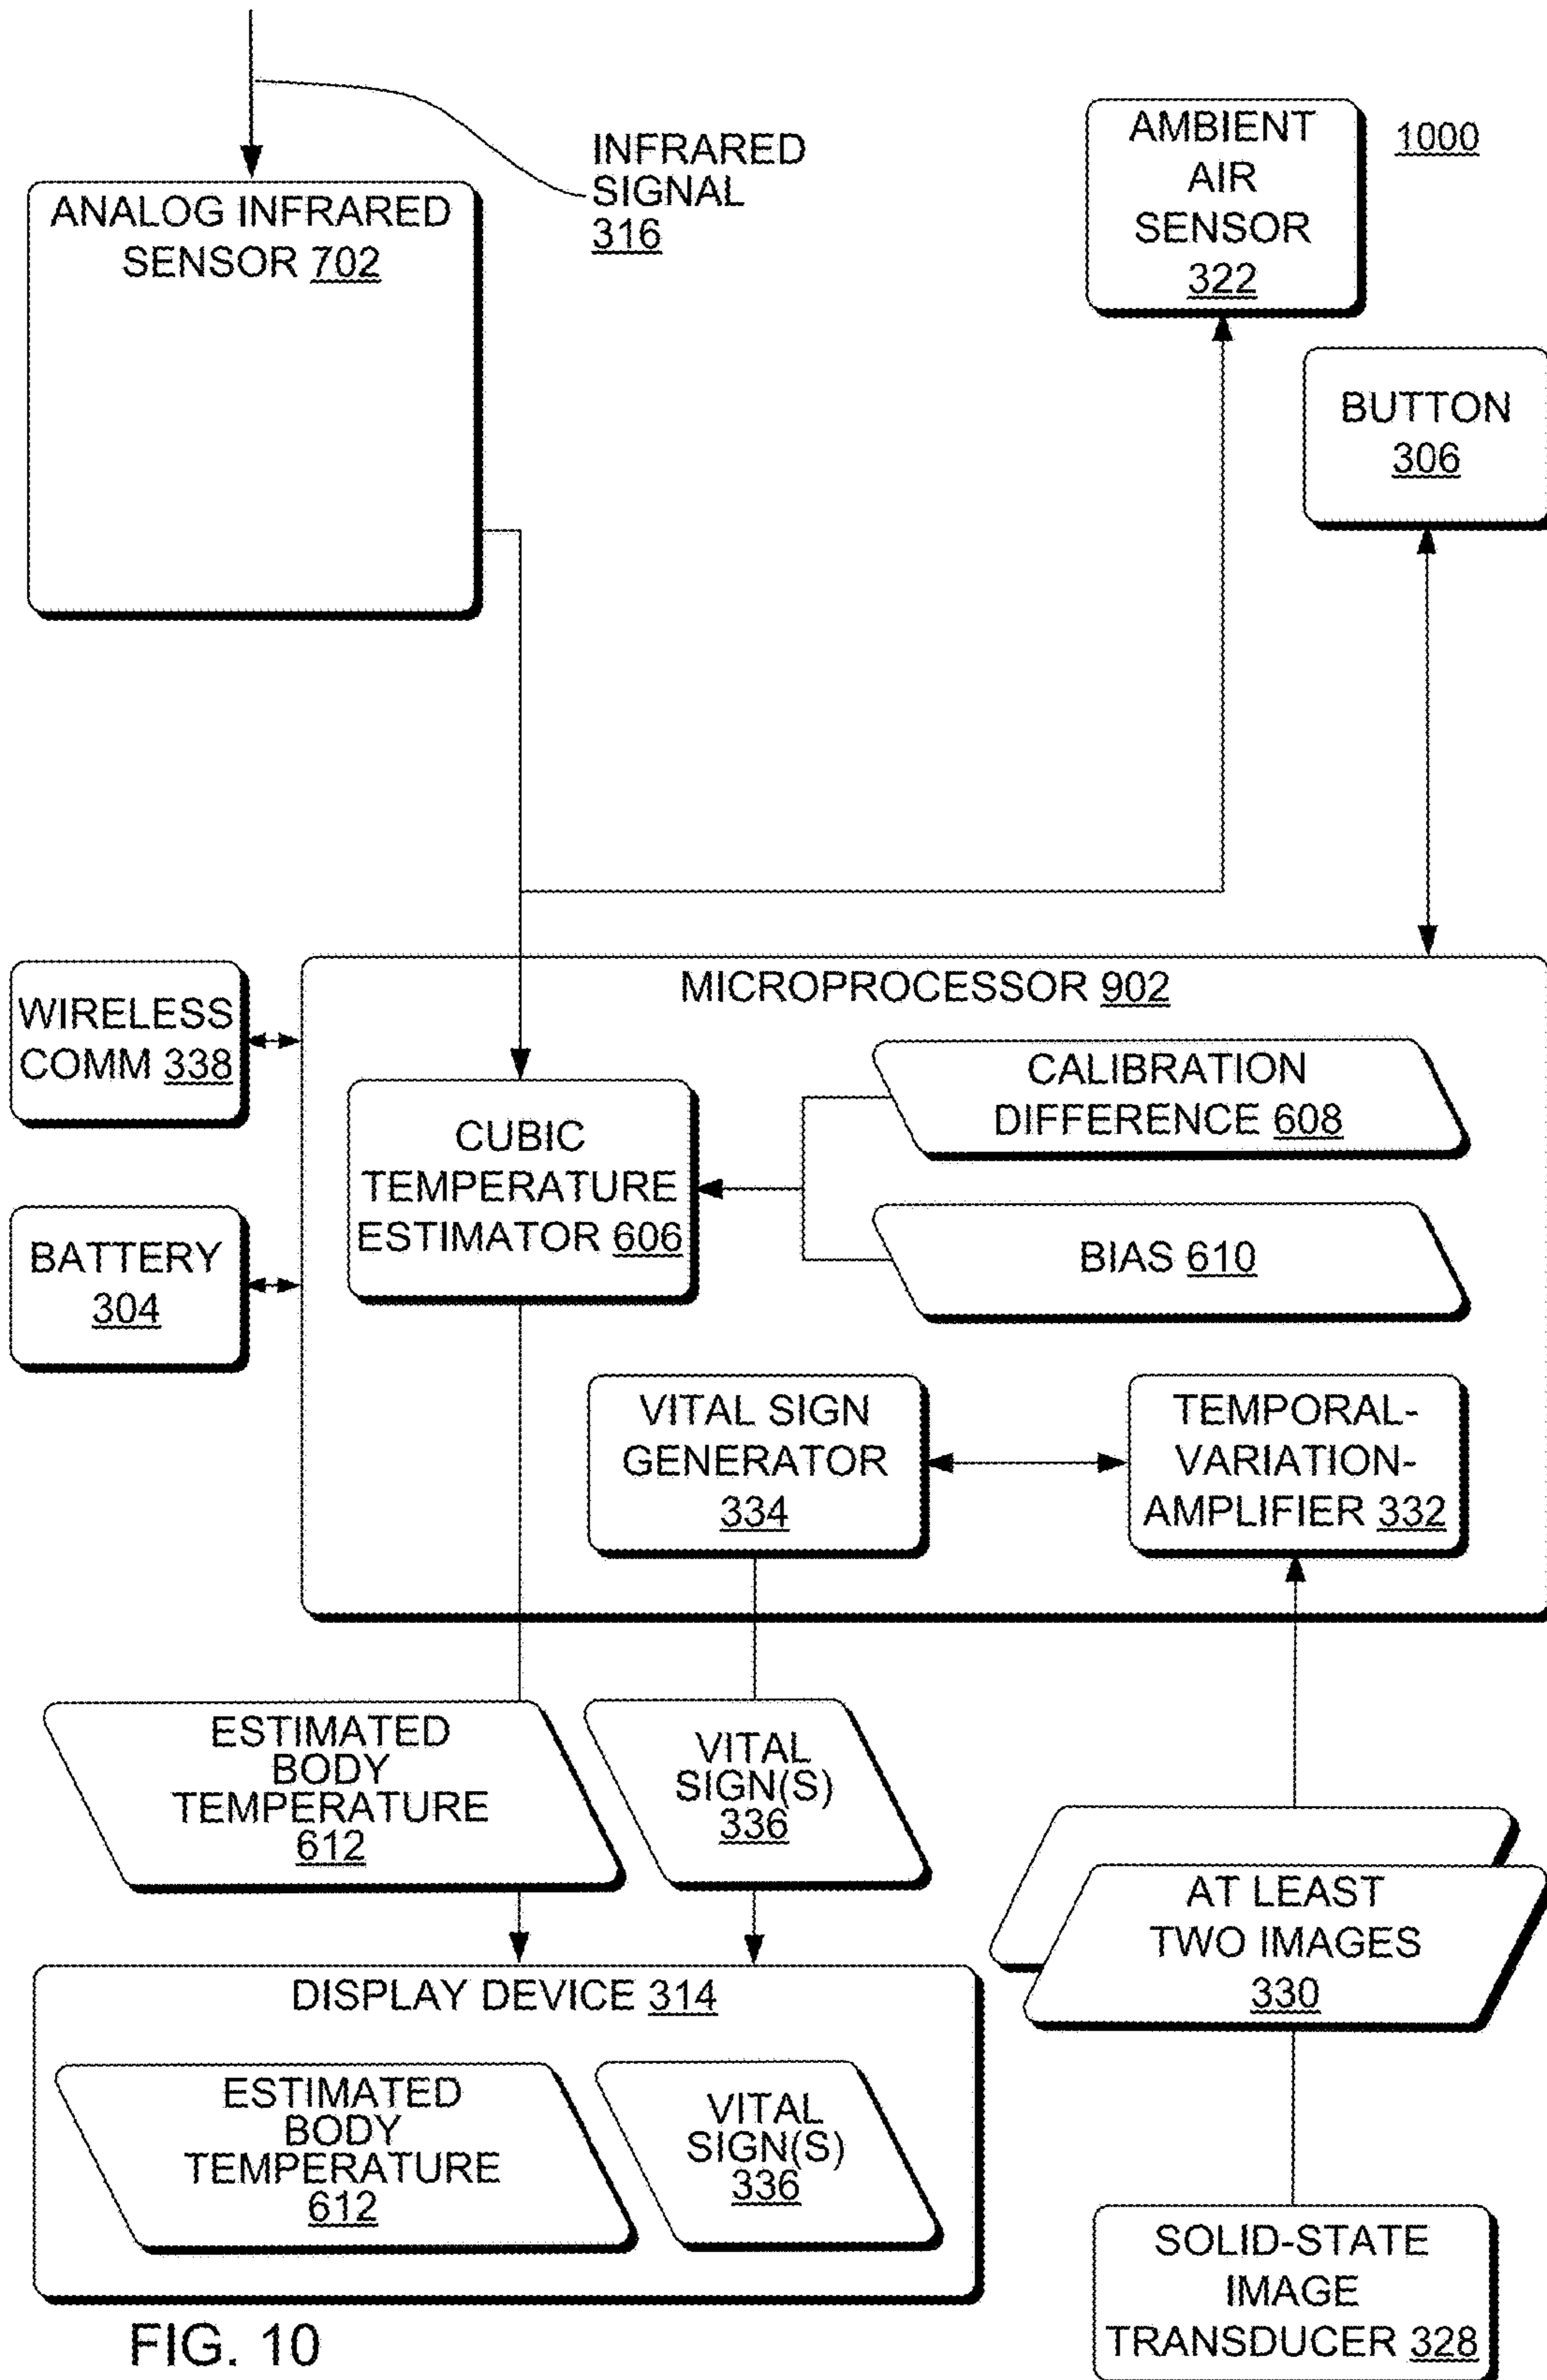 INFRARED
SIGNAL
316
AMBIENT
AIR
SENSOR
322
1000
ANALOG INFRARED
SENSOR 702
BUTTON
306
MICROPROCESSOR 902
WIRELESS
COMM 338
CALIBRATION
DIFFERENCE 608
CUBIC
TEMPERATURE
ESTIMATOR 606
BATTERY
304
BIAS 610
VITAL SIGN
GENERATOR
334
TEMPORAL-
VARIATION-
AMPLIFIER 332
ESTIMATED
BODY
TEMPERATURE
612
VITAL
SIGN(S)
336
AT LEAST
TWO IMAGES
330
DISPLAY DEVICE 314
ESTIMATED
BODY
TEMPERATURE
612
VITAL
SIGN(S)
336
SOLID-STATE
IMAGE
TRANSDUCER 328
FIG. 10